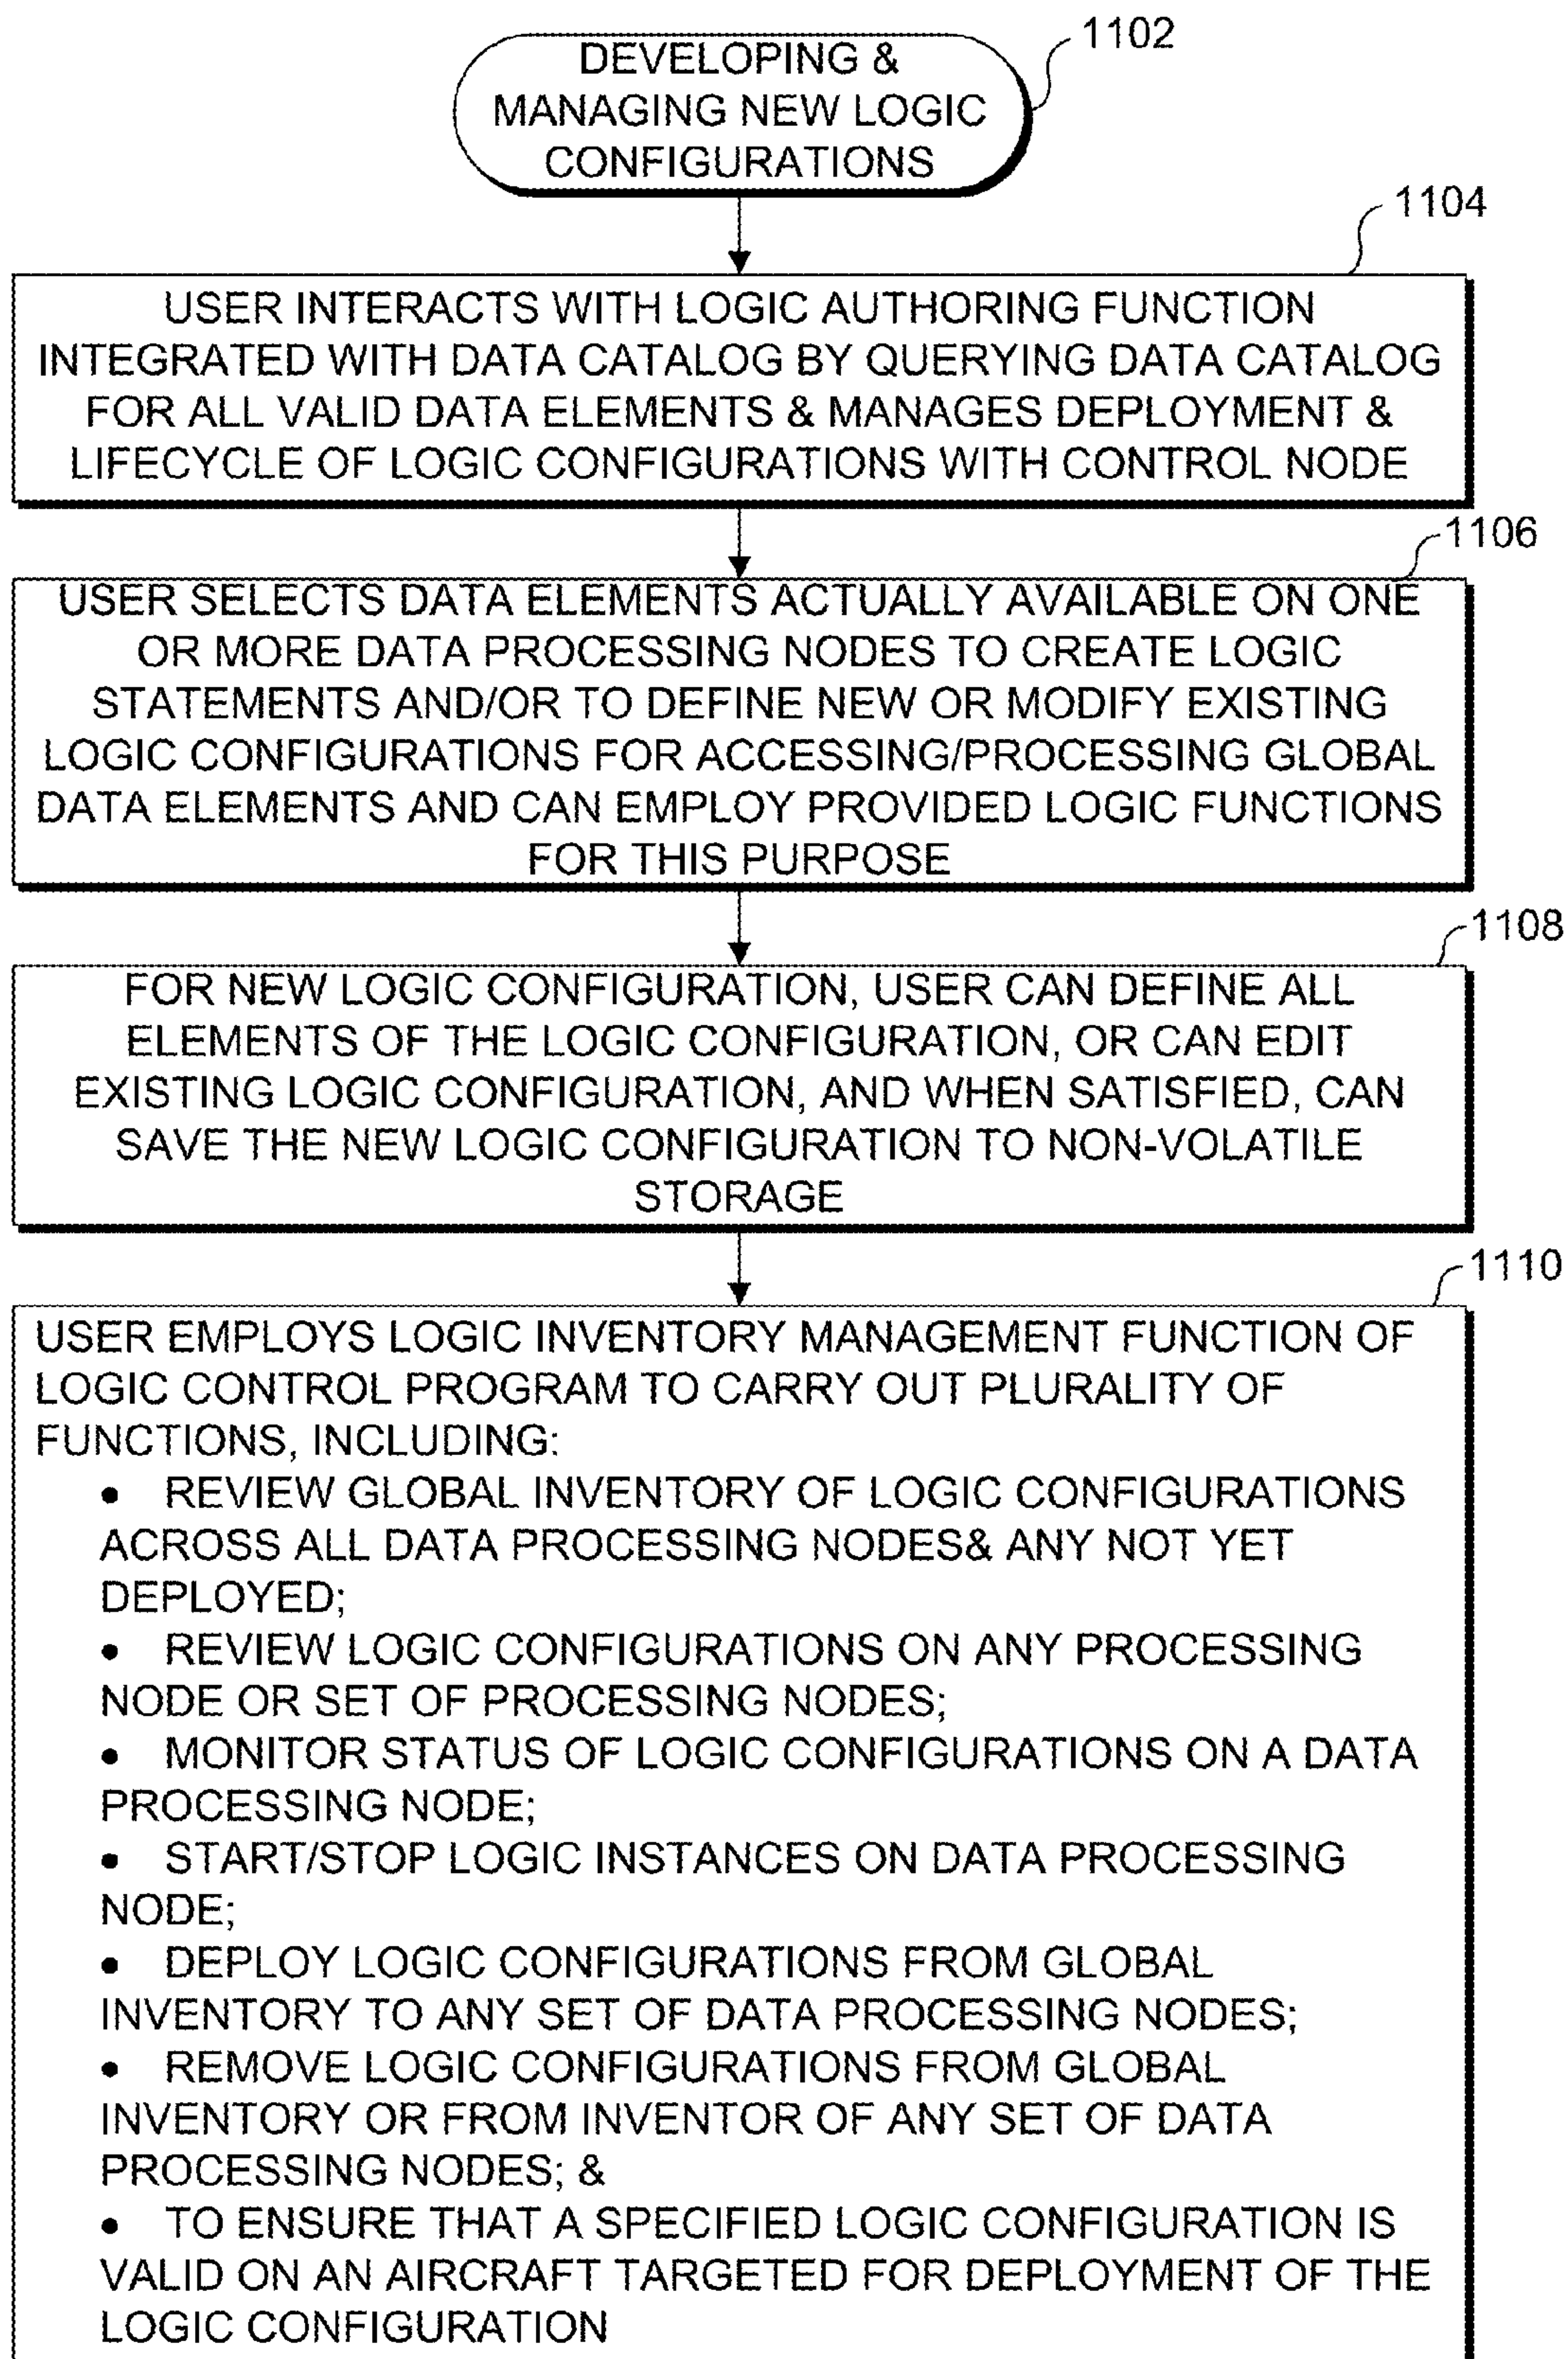 DEVELOPING &
MANAGING NEW LOGIC
CONFIGURATIONS
1102
1104
USER INTERACTS WITH LOGIC AUTHORING FUNCTION
INTEGRATED WITH DATA CATALOG BY QUERYING DATA CATALOG
FOR ALL VALID DATA ELEMENTS & MANAGES DEPLOYMENT &
LIFECYCLE OF LOGIC CONFIGURATIONS WITH CONTROL NODE
1106
USER SELECTS DATA ELEMENTS ACTUALLY AVAILABLE ON ONE
OR MORE DATA PROCESSING NODES TO CREATE LOGIC
STATEMENTS AND/OR TO DEFINE NEW OR MODIFY EXISTING
LOGIC CONFIGURATIONS FOR ACCESSING/PROCESSING GLOBAL
DATA ELEMENTS AND CAN EMPLOY PROVIDED LOGIC FUNCTIONS
FOR THIS PURPOSE
1108
FOR NEW LOGIC CONFIGURATION, USER CAN DEFINE ALL
ELEMENTS OF THE LOGIC CONFIGURATION, OR CAN EDIT
EXISTING LOGIC CONFIGURATION, AND WHEN SATISFIED, CAN
SAVE THE NEW LOGIC CONFIGURATION TO NON-VOLATILE
STORAGE
1110
USER EMPLOYS LOGIC INVENTORY MANAGEMENT FUNCTION OF
LOGIC CONTROL PROGRAM TO CARRY OUT PLURALITY OF
FUNCTIONS, INCLUDING:
• REVIEW GLOBAL INVENTORY OF LOGIC CONFIGURATIONS
ACROSS ALL DATA PROCESSING NODES& ANY NOT YET
DEPLOYED;
• REVIEW LOGIC CONFIGURATIONS ON ANY PROCESSING
NODE OR SET OF PROCESSING NODES;
• MONITOR STATUS OF LOGIC CONFIGURATIONS ON A DATA
PROCESSING NODE;
• START/STOP LOGIC INSTANCES ON DATA PROCESSING
NODE;
• DEPLOY LOGIC CONFIGURATIONS FROM GLOBAL
INVENTORY TO ANY SET OF DATA PROCESSING NODES;
• REMOVE LOGIC CONFIGURATIONS FROM GLOBAL
INVENTORY OR FROM INVENTOR OF ANY SET OF DATA
PROCESSING NODES; &
• TO ENSURE THAT A SPECIFIED LOGIC CONFIGURATION IS
VALID ON AN AIRCRAFT TARGETED FOR DEPLOYMENT OF THE
LOGIC CONFIGURATION